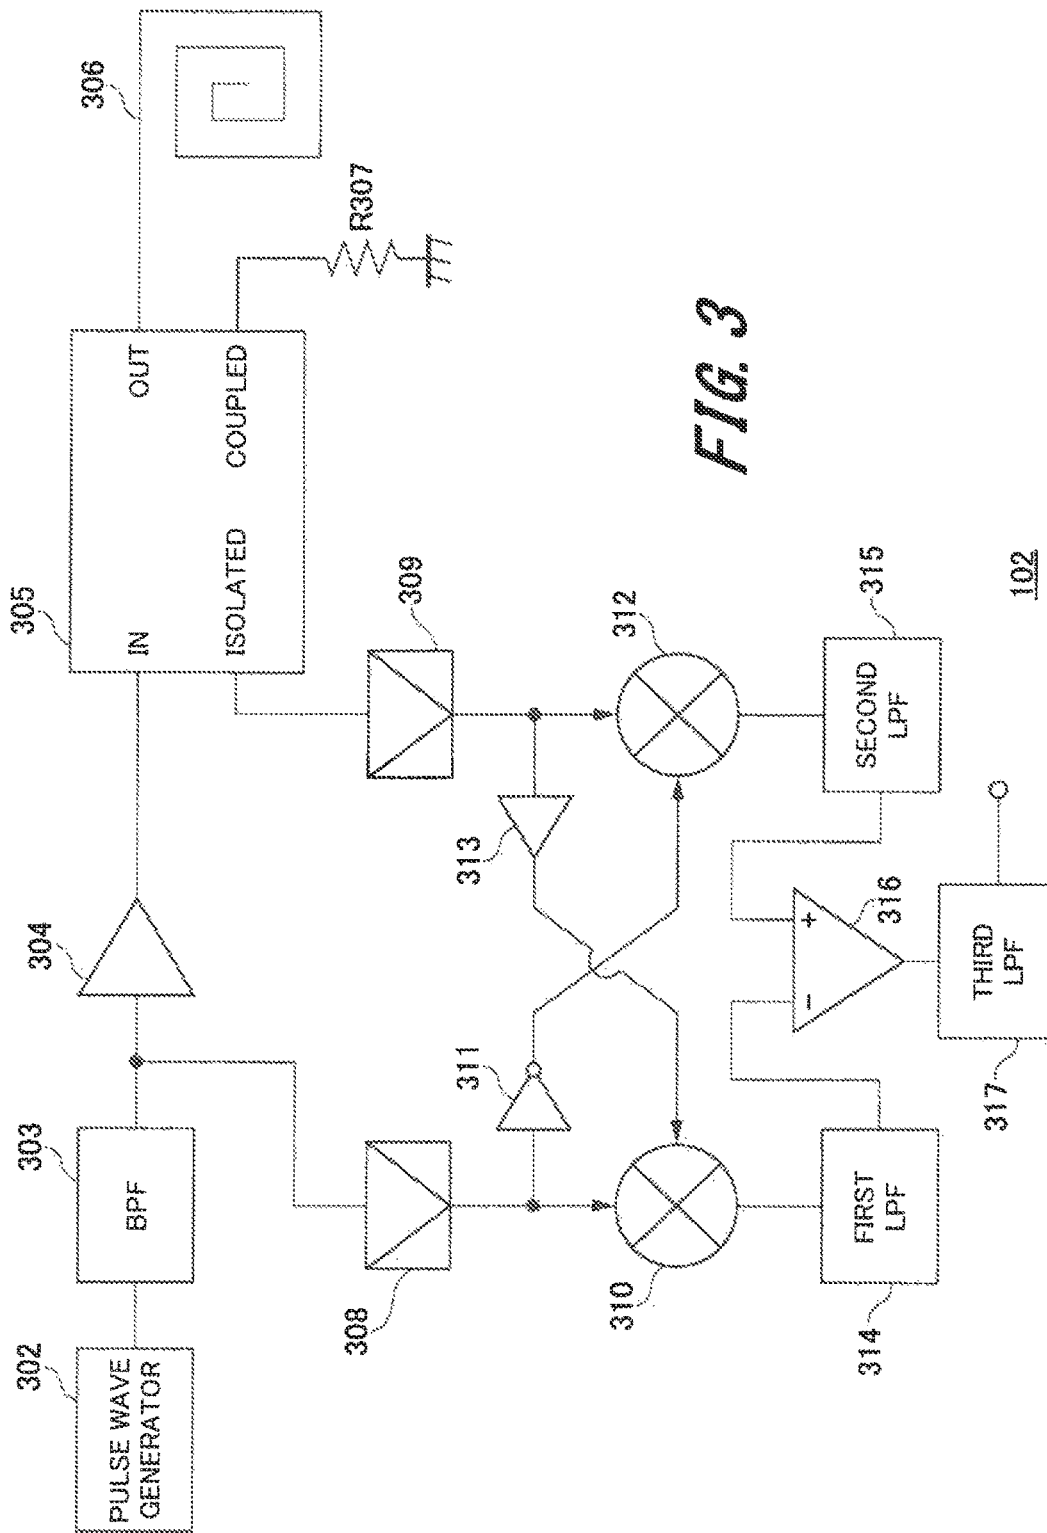 302
PULSE WAVE
GENERATOR
303
BPF
304
305
IN
OUT
ISOLATED
COUPLED
306
R307
308
309
311
313
310
312
314
FIRST
LPF
315
SECOND
LPF
316
-
+
317
THIRD
LPF
102
FIG. 3